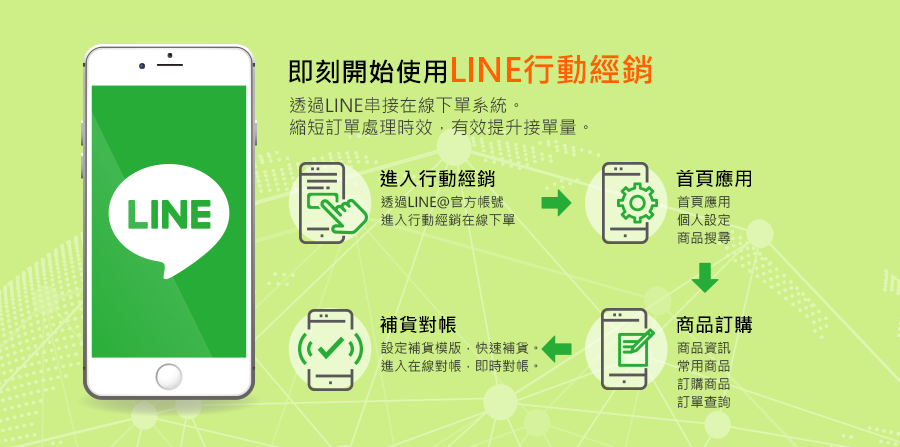 LINE
即刻開始使用LINE行動經銷
透過LINE串接在線下單系統。
縮短訂單處理時效，有效提升接單量。
進入行動經銷
透過LINE@官方帳號
進入行動經銷在線下單
首頁應用
首頁應用
個人設定
商品搜尋
商品訂購
商品資訊
常用商品
訂購商品
訂單查詢
補貨對帳
設定補貨模版，快速補貨。
進入在線對帳，即時對帳。